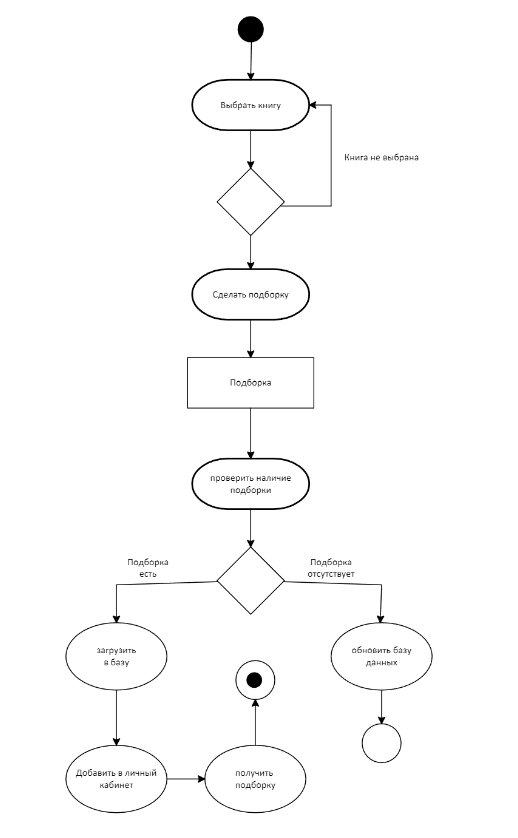 Выбрать книгу
Книга не выбрана
Сделать подборку
Подборка
проверить наличие
подборки
Подборка
есть
Подборка
отсутствует
загрузить
в базу
обновить базу
данных
Добавить в личный
кабинет
получить
подборку